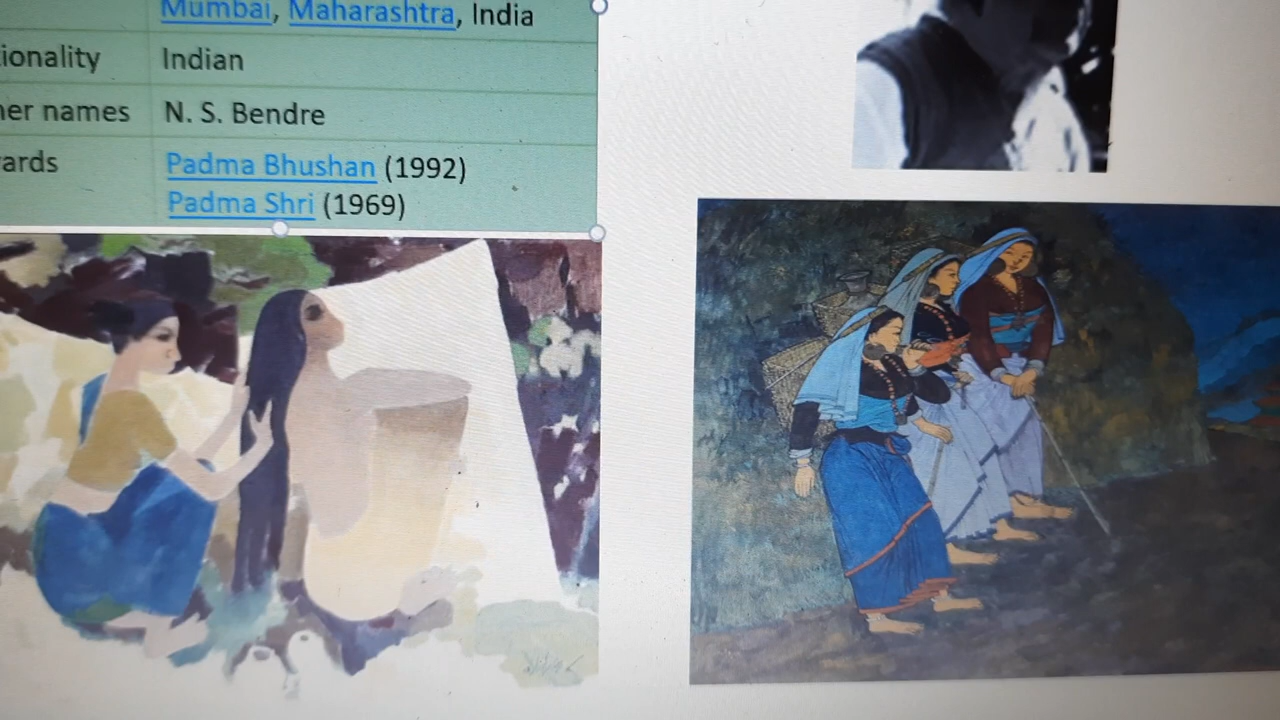 Mumbai, Maharashtra, India
ionality Indian
her names N. S. Bendre
ards Padma Bhushan (1992)
Padma Shri (1969)